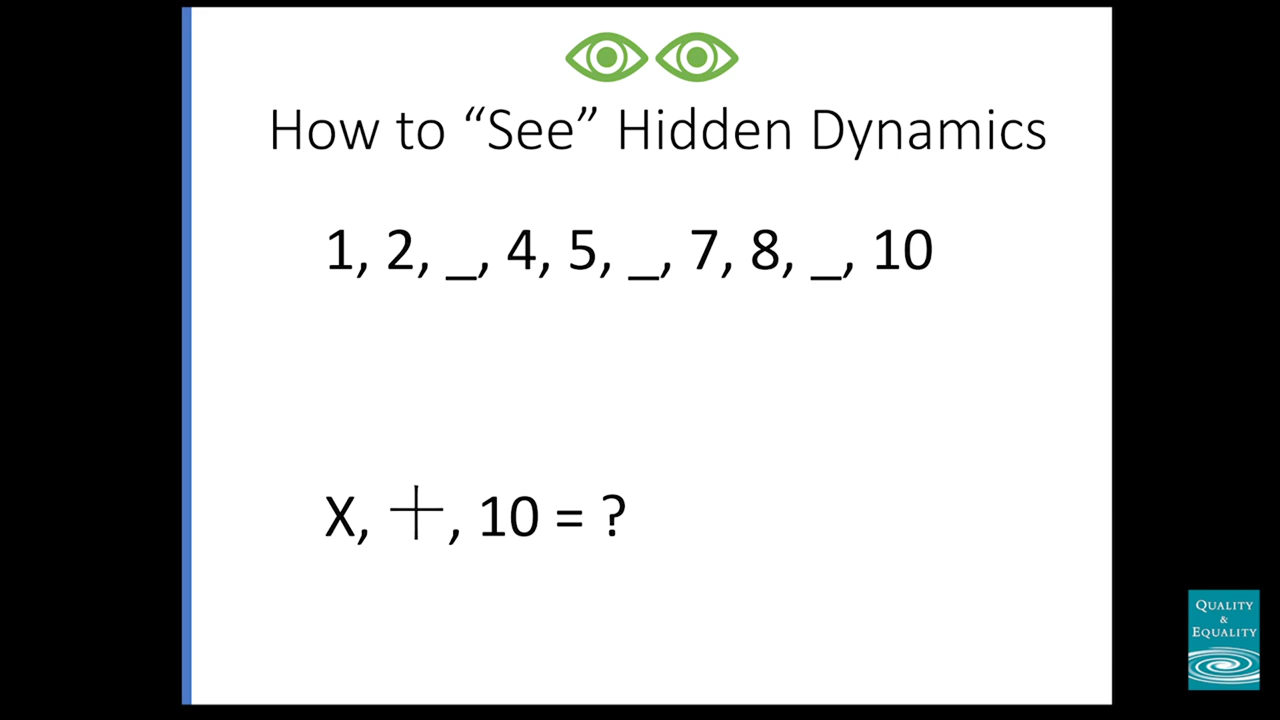 How to “See” Hidden Dynamics
1, 2, _, 4, 5, _, 7, 8, _, 10
X, 十, 10 = ?
QUALITY
&
EQUALITY